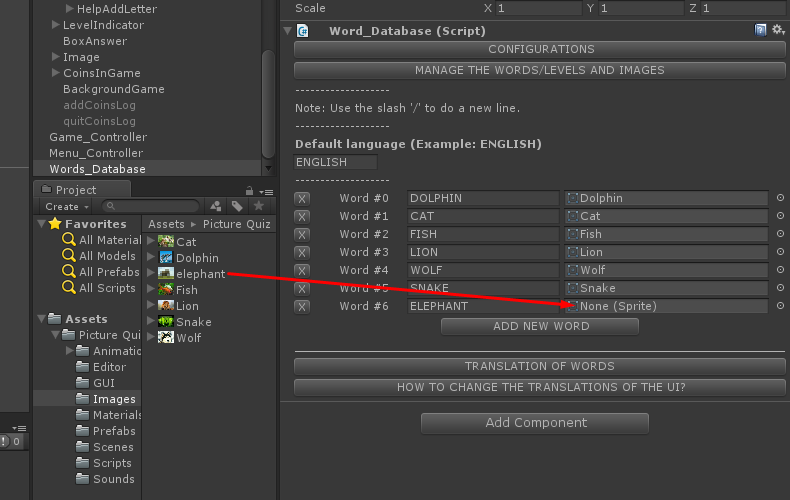 HelpAddLetter
LevelIndicator
BoxAnswer
Image
CoinsInGame
BackgroundGame
addCoinsLog
quitCoinsLog
Game_Controller
Menu_Controller
Words_Database
Project
Create
Favorites
All Material
All Models
All Prefabs
All Scripts
Assets
Picture Qui
Animatio
Editor
GUI
Images
Materials
Prefabs
Scenes
Scripts
Sounds
Assets Picture Quiz
Cat
Dolphin
elephant
Fish
Lion
Snake
Wolf
0
Scale X 1 Y 1 Z 1
Word_Database (Script)
CONFIGURATIONS
MANAGE THE WORDS/LEVELS AND IMAGES
-------------------
Note: Use the slash '/' to do a new line.
-------------------
Default language (Example: ENGLISH)
ENGLISH
-------------------
X Word #0 DOLPHIN Dolphin
X Word #1 CAT Cat
X Word #2 FISH Fish
X Word #3 LION Lion
X Word #4 WOLF Wolf
X Word #5 SNAKE Snake
X Word #6 ELEPHANT None (Sprite)
ADD NEW WORD
TRANSLATION OF WORDS
HOW TO CHANGE THE TRANSLATIONS OF THE UI?
Add Component